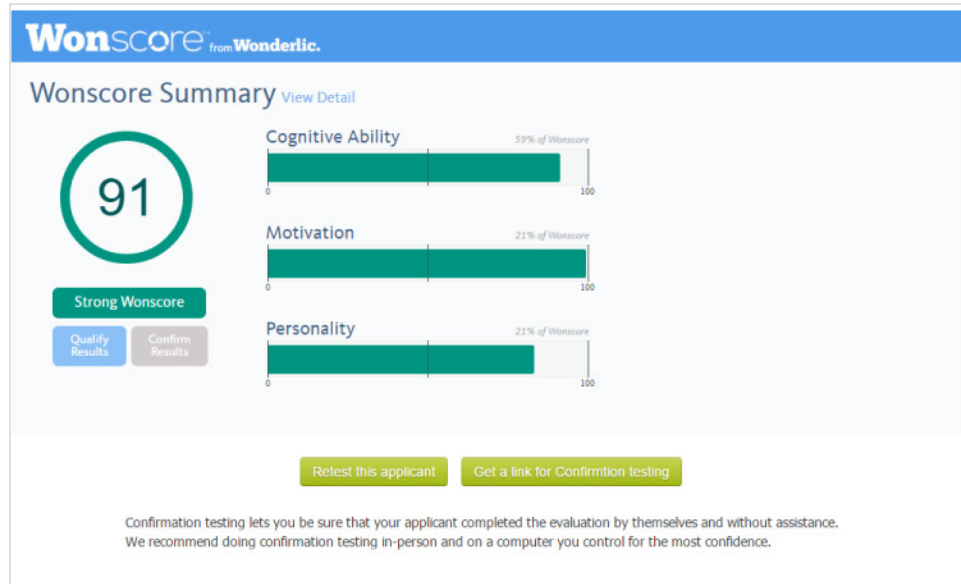 Wonscore™ from Wonderlic.
Wonscore Summary View Detail
91
Strong Wonscore
Qualify
Results
Confirm
Results
Cognitive Ability 59% of Wonscore
0 100
Motivation 21% of Wonscore
0 100
Personality 21% of Wonscore
0 100
Retest this applicant
Get a link for Confirmtion testing
Confirmation testing lets you be sure that your applicant completed the evaluation by themselves and without assistance.
We recommend doing confirmation testing in-person and on a computer you control for the most confidence.